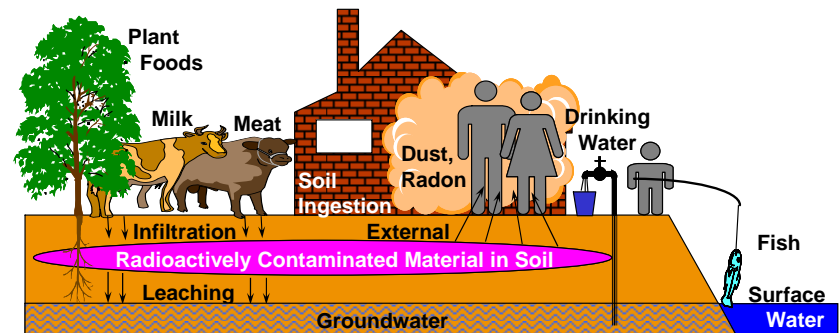 Plant
Foods
Milk
Meat
Dust,
Radon
Drinking
Water
Soil
Ingestion
Infiltration
External
Radioactively Contaminated Material in Soil
Leaching
Groundwater
Fish
Surface
Water